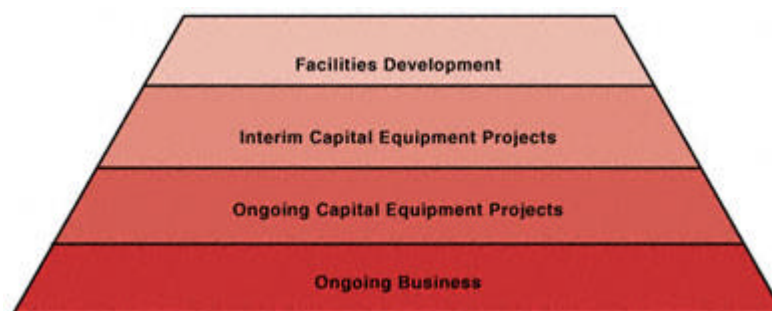 Facilities Development
Interim Capital Equipment Projects
Ongoing Capital Equipment Projects
Ongoing Business